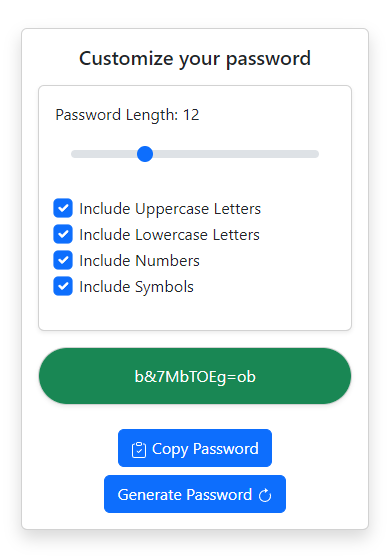 Customize your password
Password Length: 12
Include Uppercase Letters
Include Lowercase Letters
Include Numbers
Include Symbols
b&7MbTOEg=ob
Copy Password
Generate Password